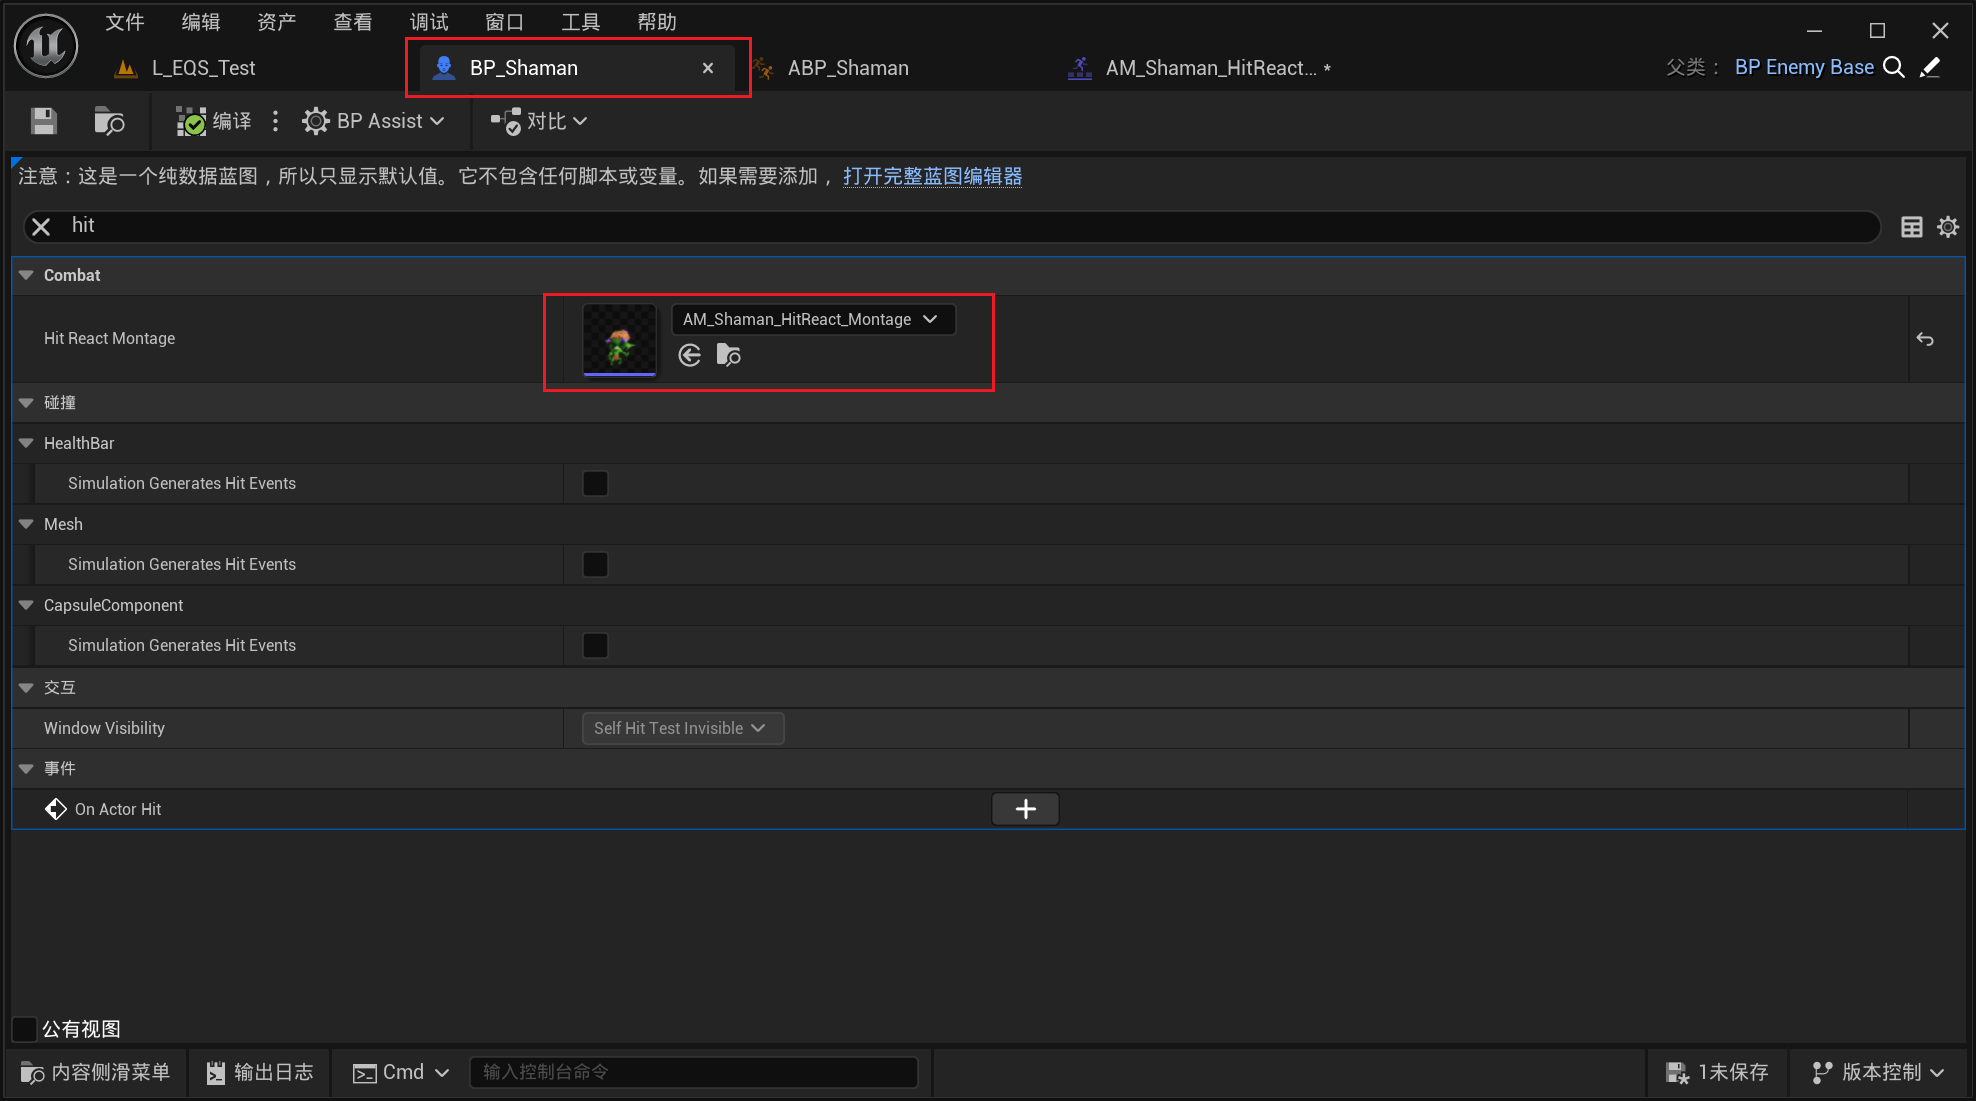 文件 编辑 资产 查看 调试 窗口 工具 帮助
L_EQS_Test BP_Shaman ABP_Shaman AM_Shaman_HitReact... * 父类： BP Enemy Base
编译 BP Assist 对比
注意：这是一个纯数据蓝图，所以只显示默认值。它不包含任何脚本或变量。如果需要添加， 打开完整蓝图编辑器
hit
Combat
Hit React Montage AM_Shaman_HitReact_Montage
碰撞
HealthBar
Simulation Generates Hit Events
Mesh
Simulation Generates Hit Events
CapsuleComponent
Simulation Generates Hit Events
交互
Window Visibility Self Hit Test Invisible
事件
On Actor Hit
公有视图
内容侧滑菜单 输出日志 Cmd 输入控制台命令 1未保存 版本控制